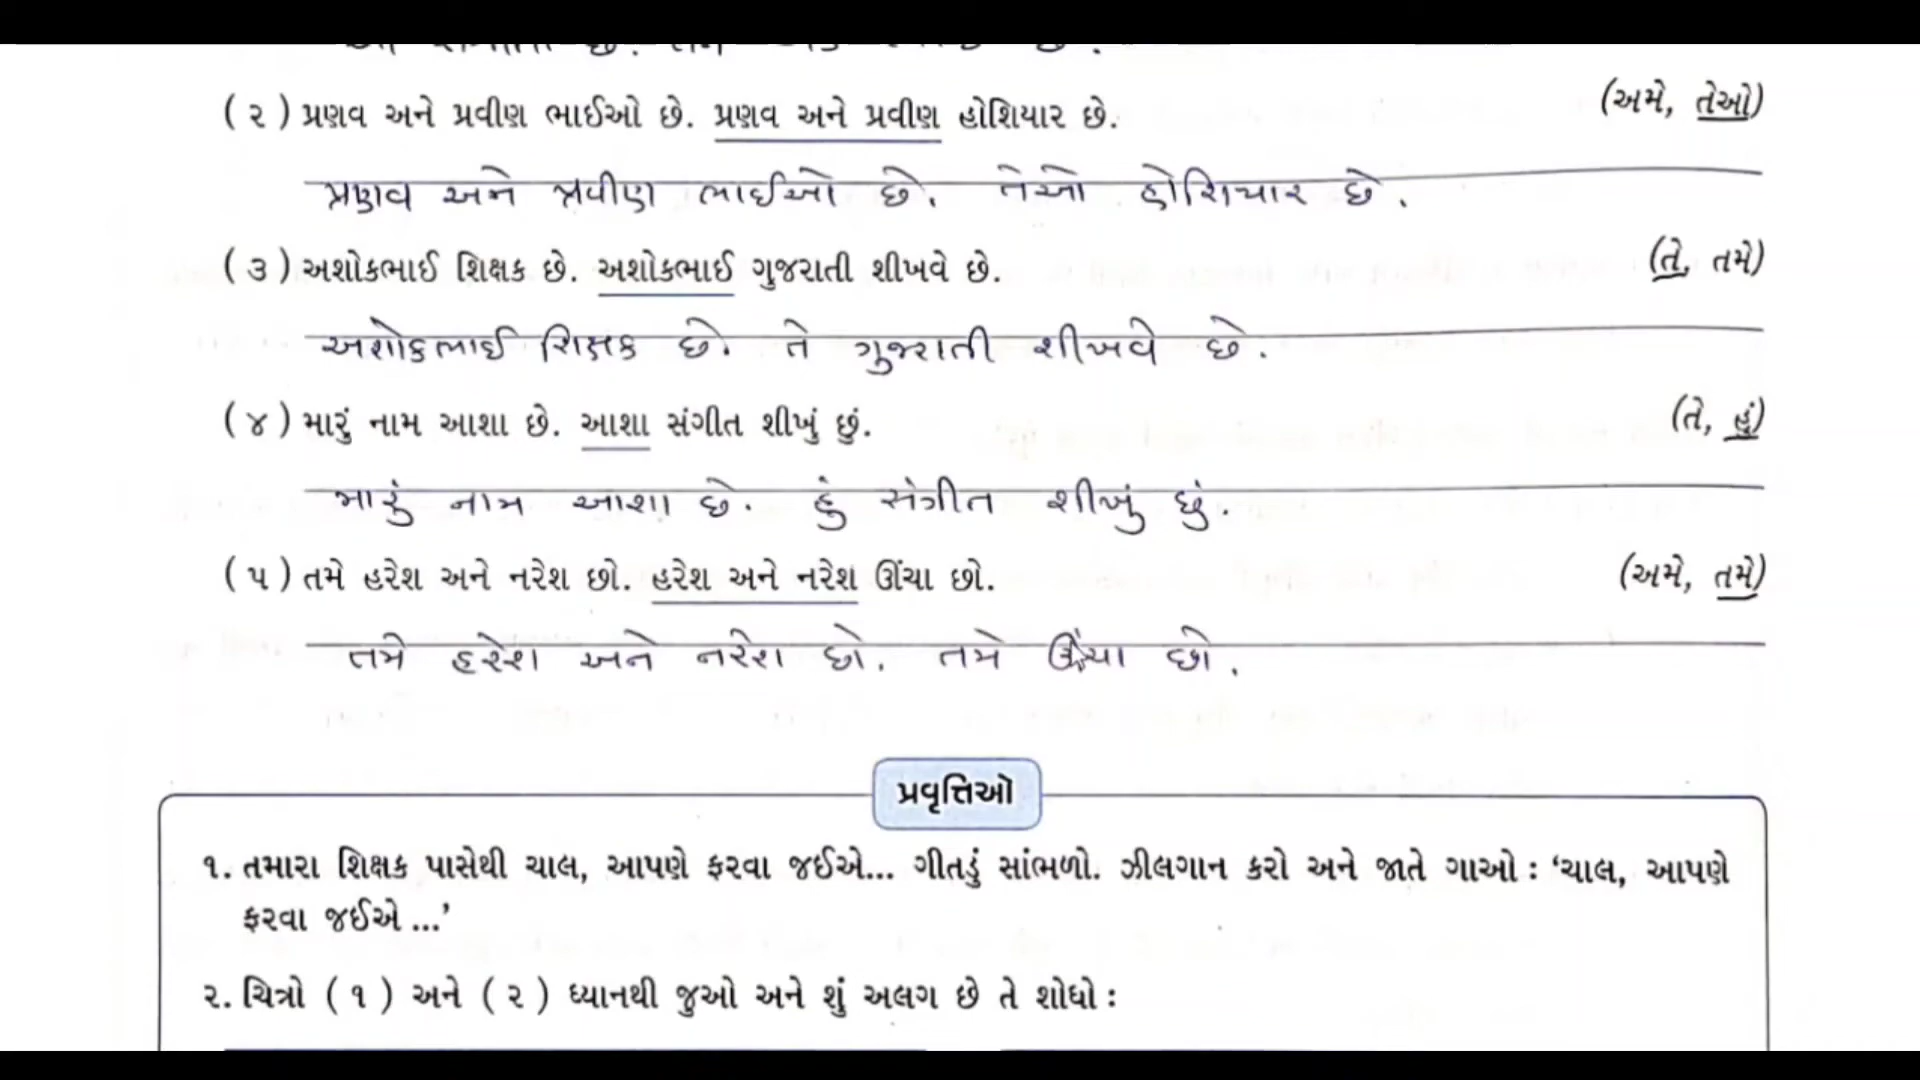 (૨) પ્રણવ અને પ્રવીણ ભાઈઓ છે. પ્રણવ અને પ્રવીણ હોશિયાર છે. (અમે, તેઓ)
પ્રણવ અને પ્રવીણ ભાઈઓ છે. તેઓ હોશિયાર છે.
(૩) અશોકભાઈ શિક્ષક છે. અશોકભાઈ ગુજરાતી શીખવે છે. (તે, તમે)
અશોકભાઈ શિક્ષક છે. તે ગુજરાતી શીખવે છે.
(૪) મારું નામ આશા છે. આશા સંગીત શીખું છું. (તે, હું)
મારું નામ આશા છે. હું સંગીત શીખું છું.
(૫) તમે હરેશ અને નરેશ છો. હરેશ અને નરેશ ઊંચા છો. (અમે, તમે)
તમે હરેશ અને નરેશ છો. તમે ઊંચા છો.
પ્રવૃત્તિઓ
૧. તમારા શિક્ષક પાસેથી ચાલ, આપણે ફરવા જઈએ... ગીતડું સાંભળો. ઝીલગાન કરો અને જાતે ગાઓ : ‘ચાલ, આપણે
ફરવા જઈએ ...’
૨. ચિત્રો (૧) અને (૨) ધ્યાનથી જુઓ અને શું અલગ છે તે શોધો :